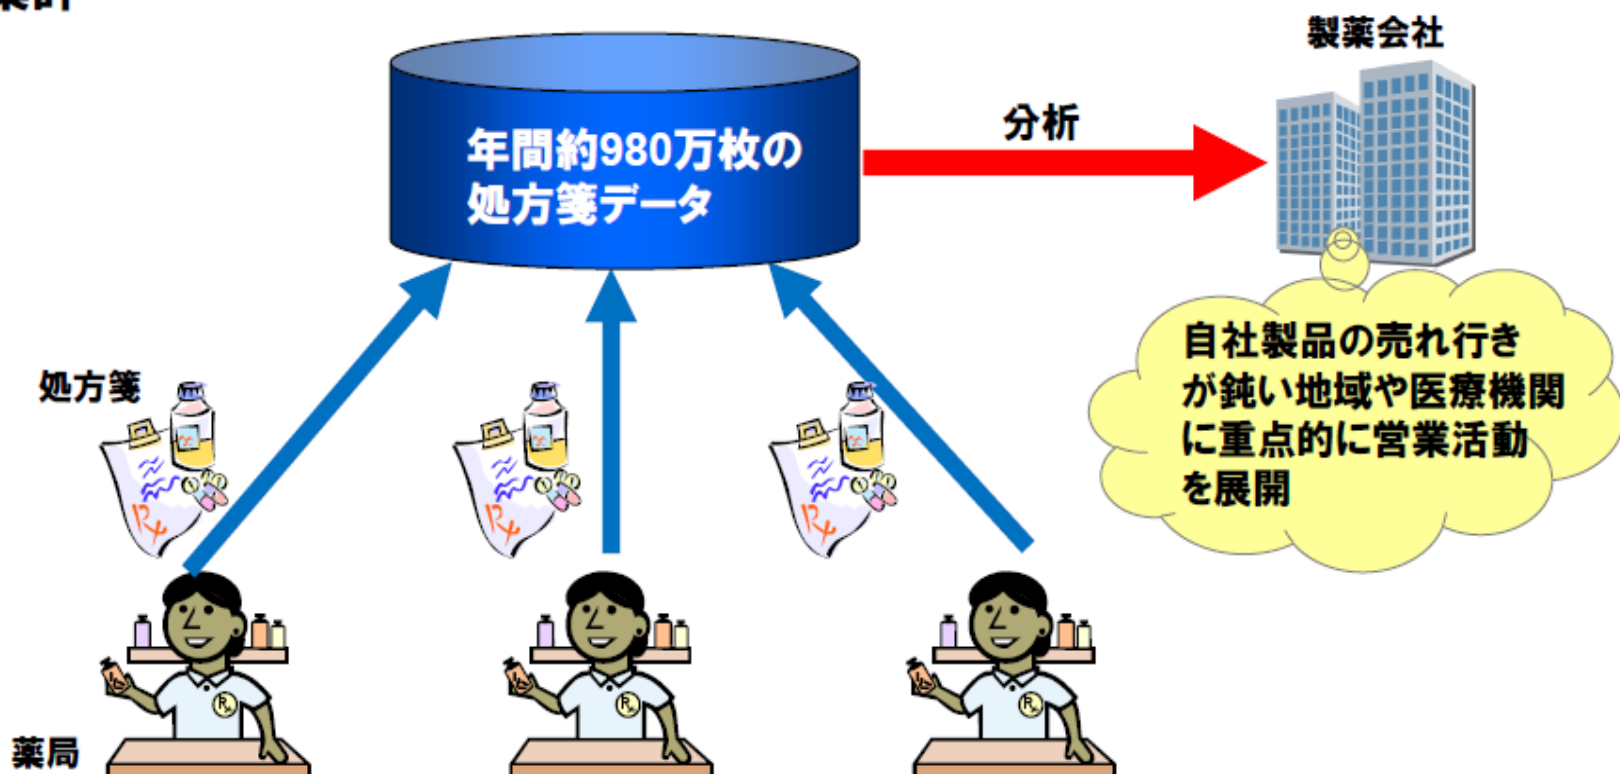 製薬会社
分析
年間約980万枚の
処方箋データ
自社製品の売れ行き
が鈍い地域や医療機関
に重点的に営業活動
を展開
処方箋
薬局